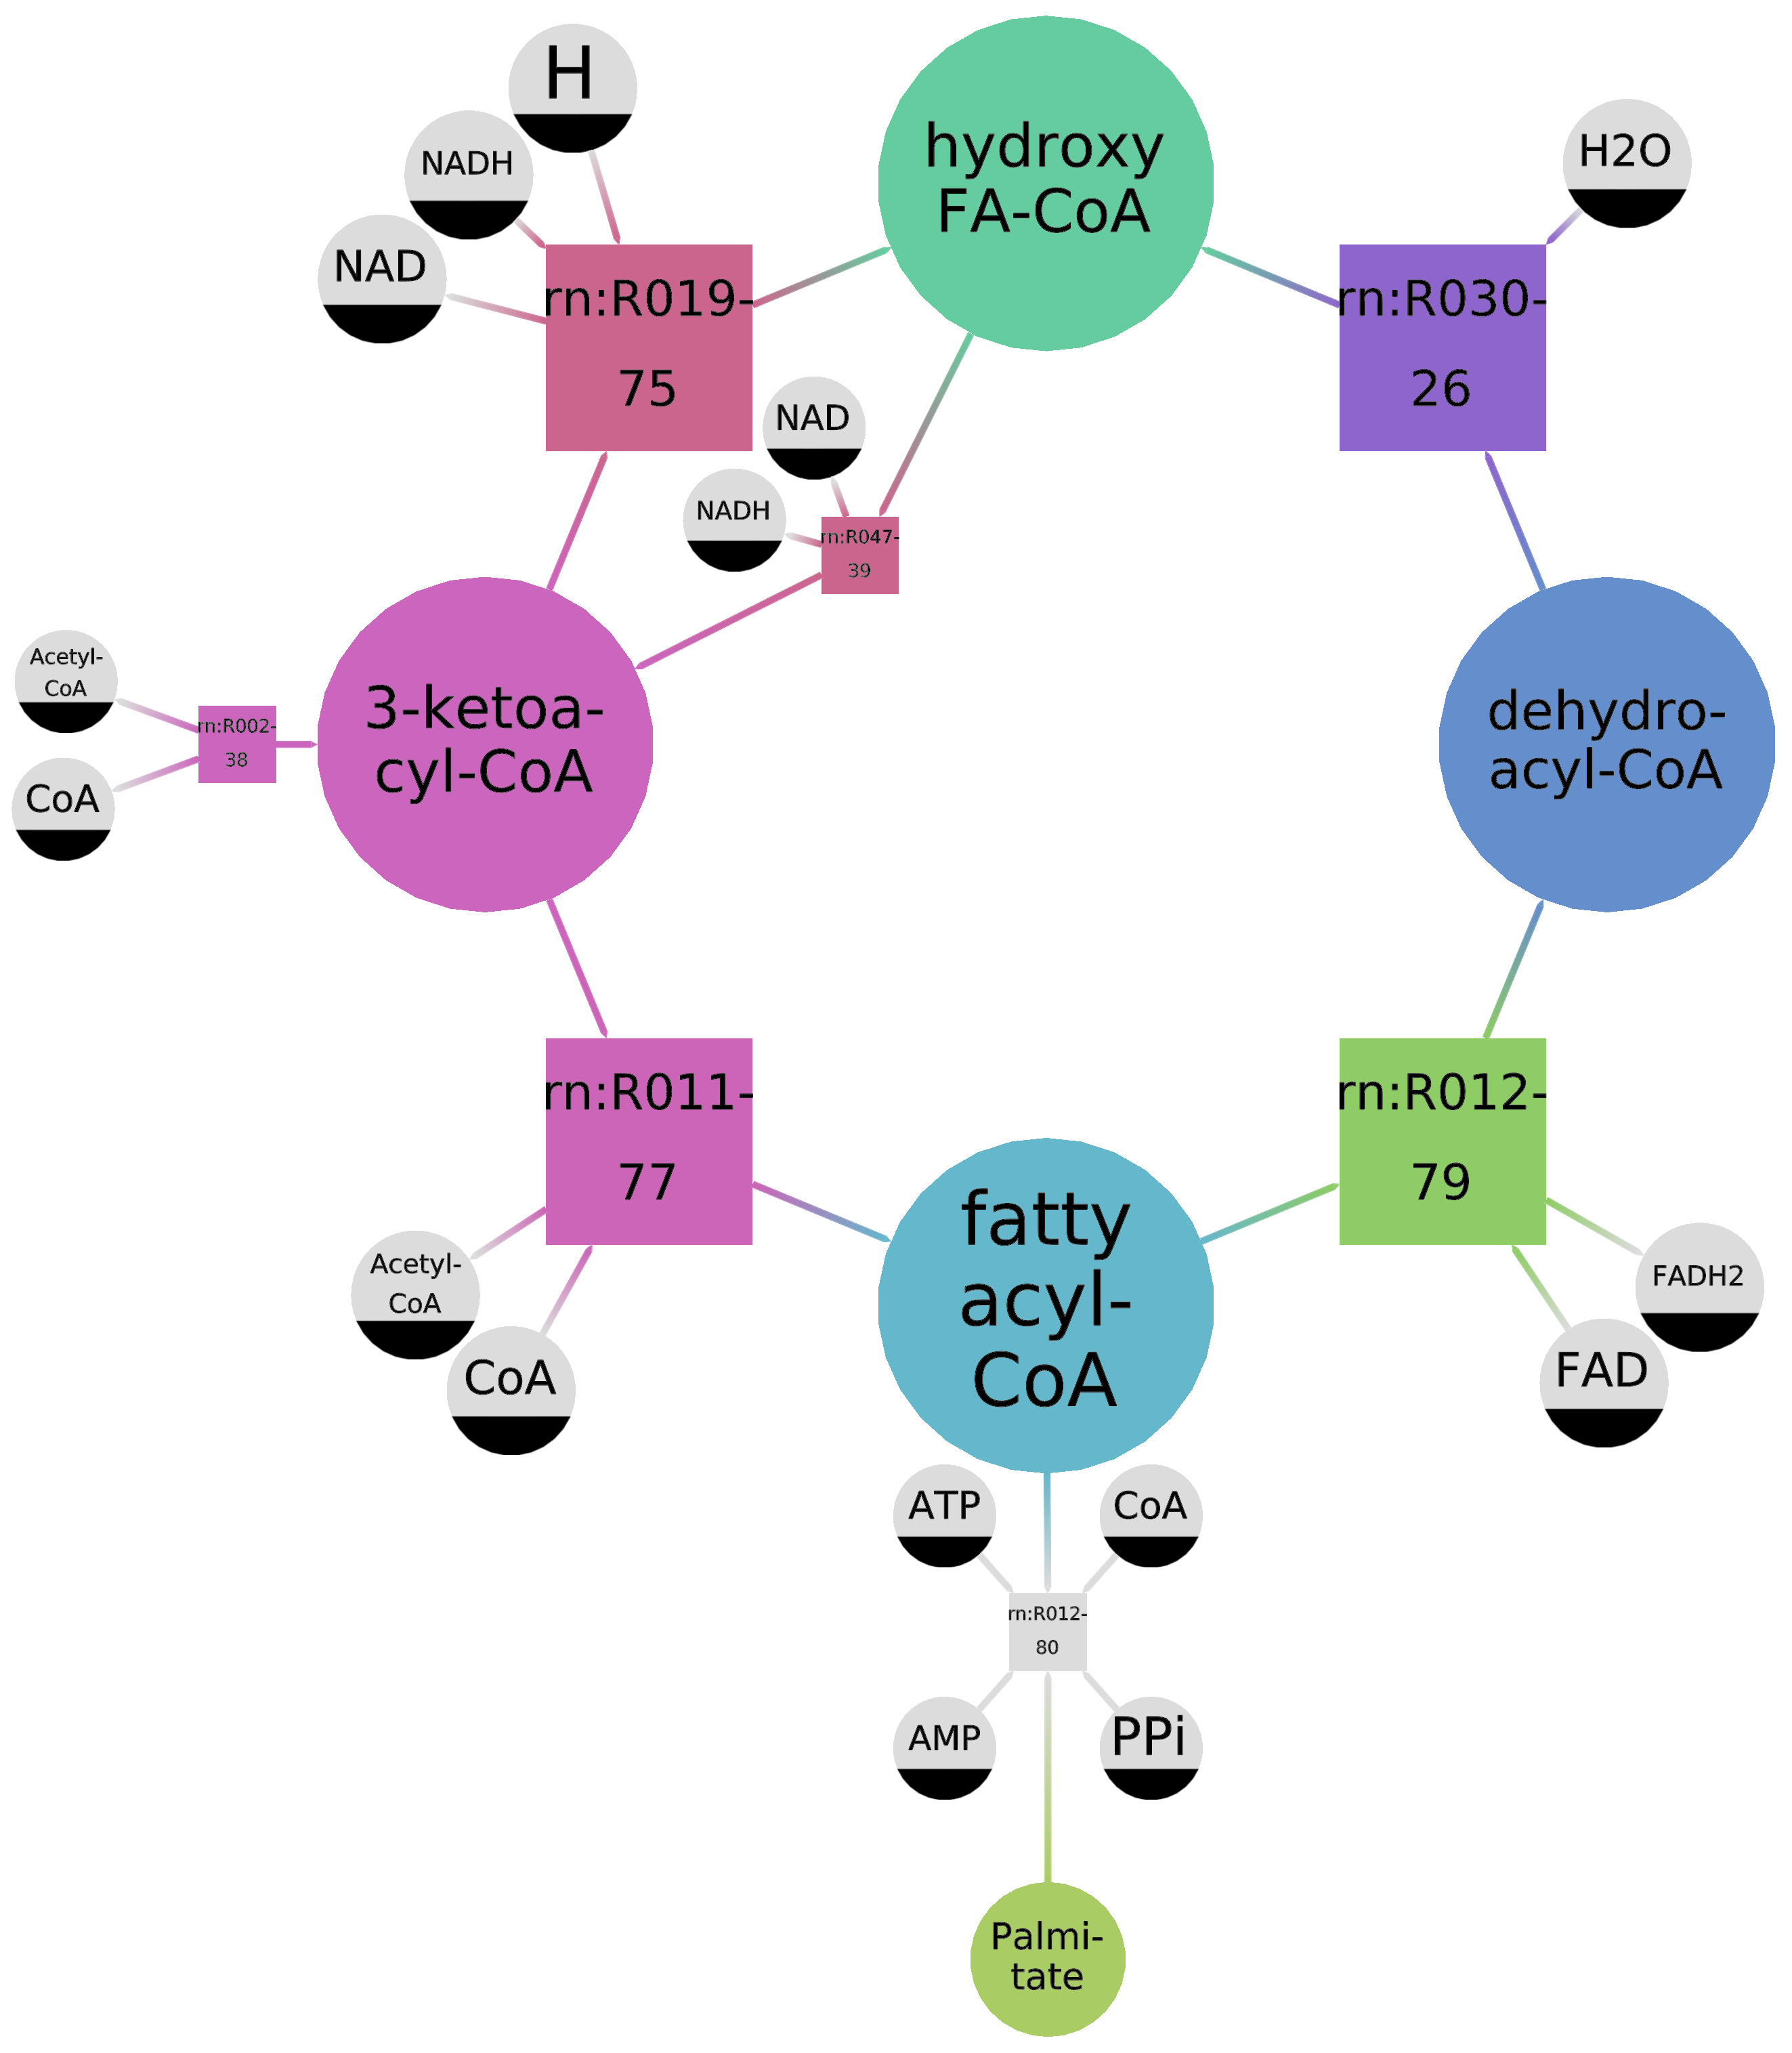 H
hydroxy
FA-CoA
H2O
NADH
NAD
rn:R019-
75
rn:R030-
26
NAD
NADH
rn:R047-
39
Acetyl-
CoA
rn:R002-
38
CoA
3-ketoa-
cyl-CoA
dehydro-
acyl-CoA
rn:R011-
77
rn:R012-
79
fatty
acyl-
CoA
Acetyl-
CoA
CoA
FADH2
FAD
ATP
CoA
rn:R012-
80
AMP
PPi
Palmi-
tate